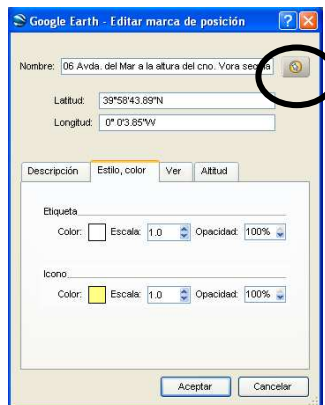 Google Earth - Editar marca de posición
Nombre: 06 Avda. del Mar a la altura del cno. Vora
Latitud: 39°58'43.89"N
Longitud: 0° 0'3.85"W
Descripción Estilo, color Ver Altitud
Etiqueta
Color: Escala: 1.0 Opacidad: 100%
Icono
Color: Escala: 1.0 Opacidad: 100%
Aceptar Cancelar